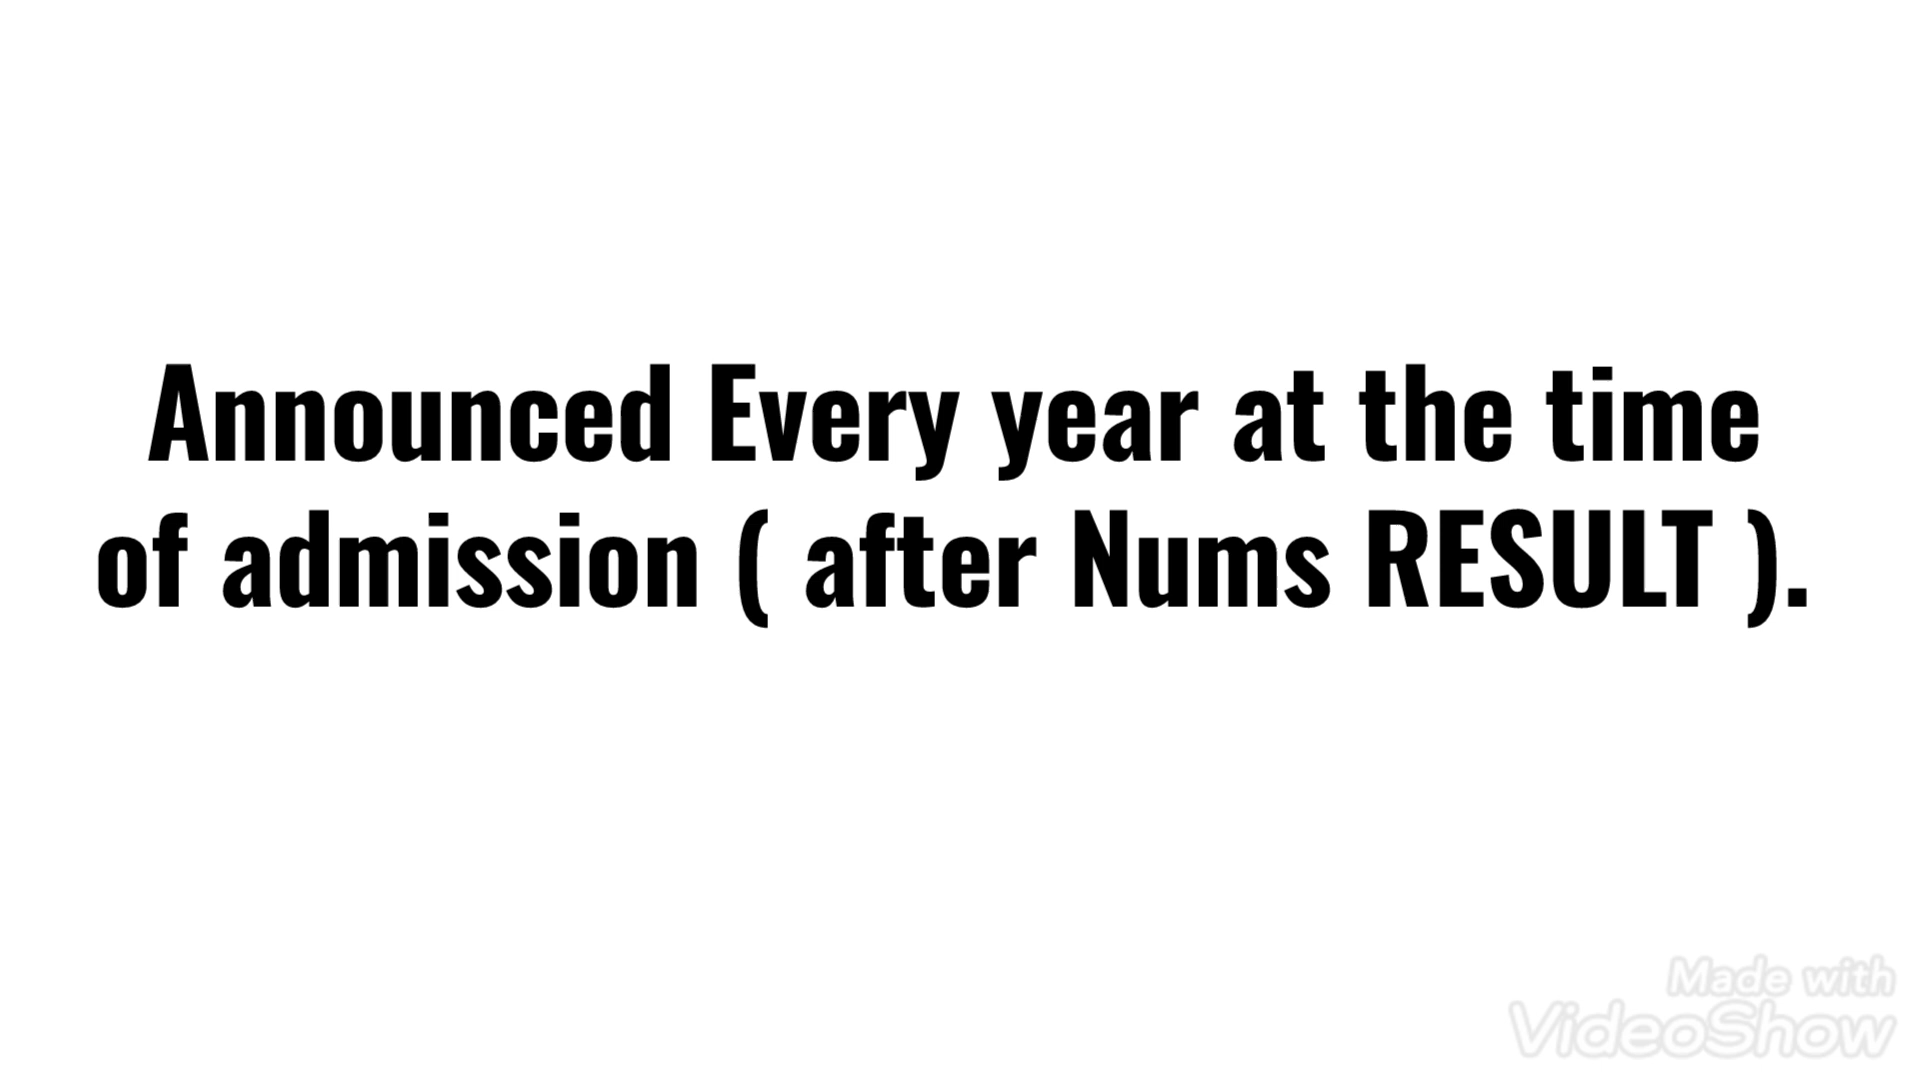 Announced Every year at the time
of admission ( after Nums RESULT ).
Made with
VideoShow